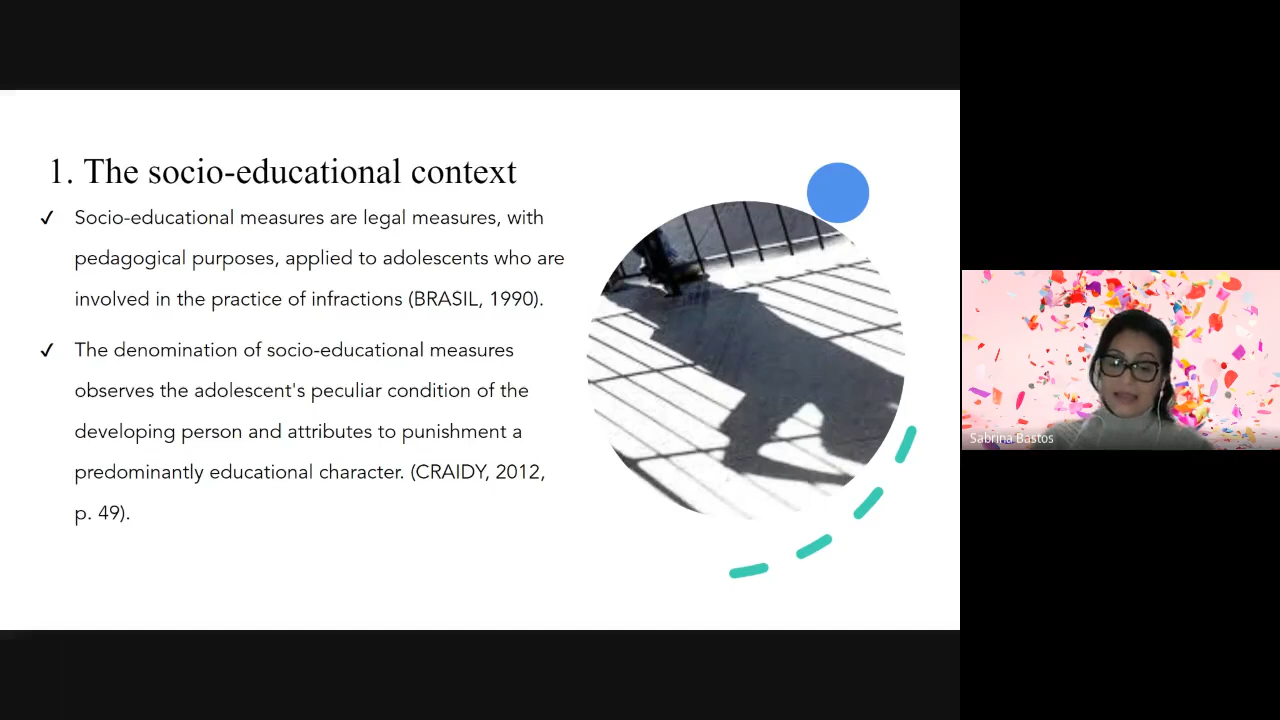 1. The socio-educational context
✓ Socio-educational measures are legal measures, with
pedagogical purposes, applied to adolescents who are
involved in the practice of infractions (BRASIL, 1990).
✓ The denomination of socio-educational measures
observes the adolescent's peculiar condition of the
developing person and attributes to punishment a
predominantly educational character. (CRAIDY, 2012,
p. 49).
Sabrina Bastos